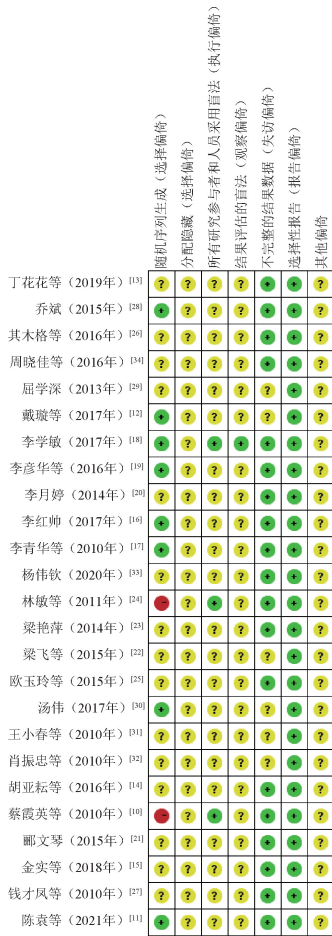 随机序列生成（选择偏倚）
分配隐藏（选择偏倚）
所有研究参与者和人员采用盲法（执行偏倚）
结果评估的盲法（观察偏倚）
不完整的结果数据（失访偏倚）
选择性报告（报告偏倚）
其他偏倚
丁花花等（2019年）[13] ? ? ? ? + + ?
乔斌（2015年）[28] + ? ? ? + + ?
其木格等（2016年）[26] ? ? ? ? + + ?
周晓佳等（2016年）[34] ? ? ? ? + + ?
屈学深（2013年）[29] ? ? ? ? ? + ?
戴璇等（2017年）[12] + ? ? ? ? + ?
李学敏（2017年）[18] + ? + + + + ?
李彦华等（2016年）[19] + ? ? ? + + ?
李月婷（2014年）[20] ? ? ? ? + + ?
李红帅（2017年）[16] + ? ? ? + + ?
李青华等（2010年）[17] + ? ? ? + + ?
杨伟钦（2020年）[33] ? ? ? ? + + ?
林敏等（2011年）[24] - ? + ? + + ?
梁艳萍（2014年）[23] ? ? ? ? + + ?
梁飞等（2015年）[22] ? ? ? ? ? + ?
欧玉玲等（2015年）[25] ? ? ? ? + + ?
汤伟（2017年）[30] + ? ? ? ? + ?
王小春等（2010年）[31] ? ? ? ? ? + ?
肖振忠等（2010年）[32] ? ? ? ? ? + ?
胡亚耘等（2016年）[14] ? ? ? ? + + ?
蔡霞英等（2010年）[10] - ? + ? + + ?
郦文琴（2015年）[21] ? ? ? ? + + ?
金实等（2018年）[15] ? ? ? ? + + ?
钱才凤等（2010年）[27] ? ? ? ? + + ?
陈袁等（2021年）[11] + ? ? ? + + ?